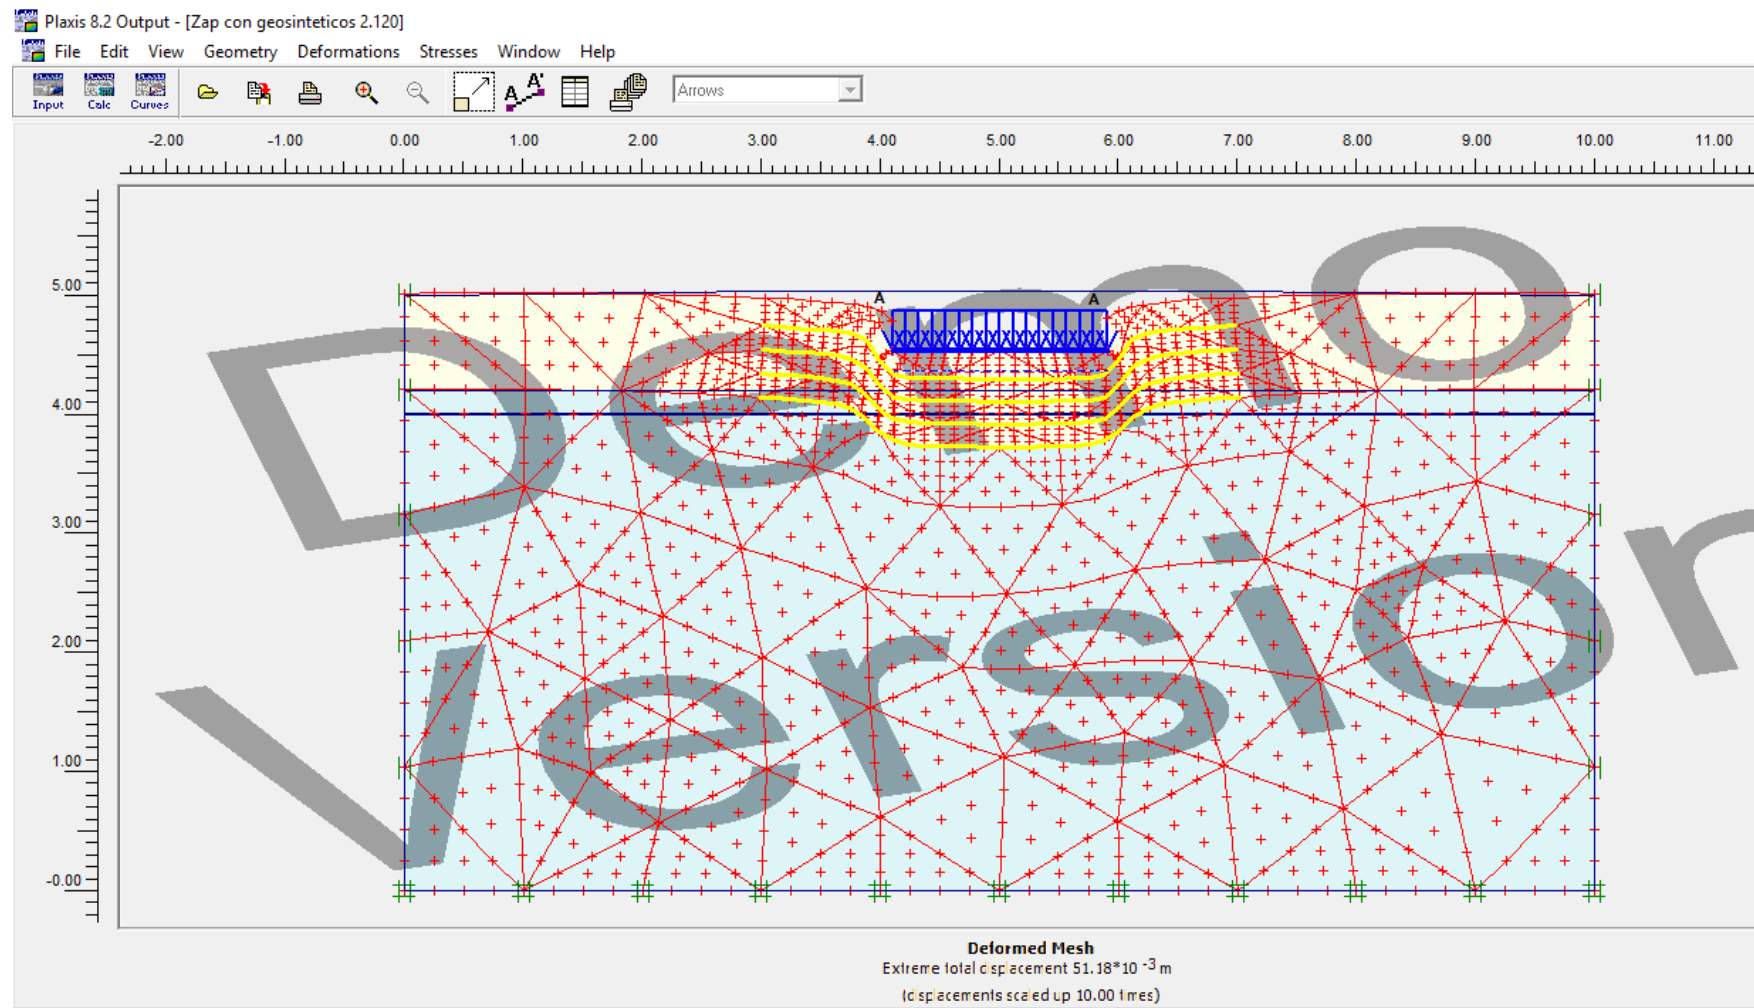 Plaxis 8.2 Output - [Zap con geosinteticos 2.120]
File Edit View Geometry Deformations Stresses Window Help
Input Calc Curves A A' Arrows
-2.00 -1.00 0.00 1.00 2.00 3.00 4.00 5.00 6.00 7.00 8.00 9.00 10.00 11.00
5.00
A A
4.00
3.00
2.00
1.00
-0.00
Demo
Version
Deformed Mesh
Extreme total displacement 51.18*10 -3 m
(displacements scaled up 10.00 times)